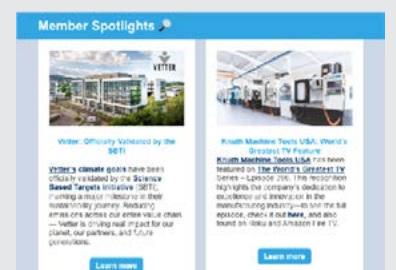 Member Spotlights
VETTER
Vetter: Officially Validated by the
SBTi
Vetter's climate goals have been
officially validated by the Science
Based Targets initiative (SBTi),
marking a major milestone in their
sustainability journey. Reducing
emissions across our entire value chain
— Vetter is driving real impact for our
planet, our partners, and future
generations.
Learn more
Knuth Machine Tools USA: World's
Greatest TV Feature
Knuth Machine Tools USA has been
featured on The World's Greatest TV
Series – Episode
This recognition
highlights the company's dedication to
excellence and innovation in the
manufacturing industry—to see the full
episode, check it out here, and also
found on Roku and Amazon Fire TV.
Learn more